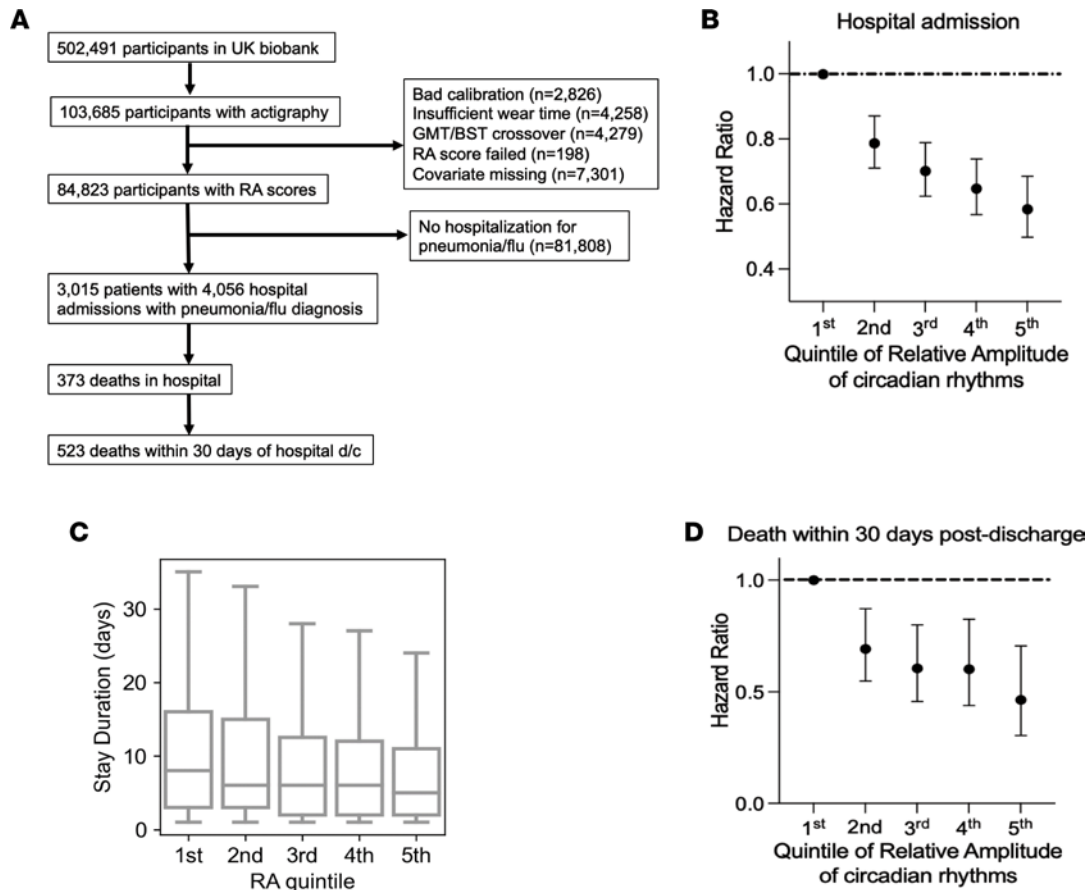 A
502,491 participants in UK biobank
103,685 participants with actigraphy
Bad calibration (n=2,826)
Insufficient wear time (n=4,258)
GMT/BST crossover (n=4,279)
RA score failed (n=198)
Covariate missing (n=7,301)
84,823 participants with RA scores
No hospitalization for
pneumonia/flu (n=81,808)
3,015 patients with 4,056 hospital
admissions with pneumonia/flu diagnosis
373 deaths in hospital
523 deaths within 30 days of hospital d/c
B
Hospital admission
Hazard Ratio
1.0
0.8
0.6
0.4
1st 2nd 3rd 4th 5th
Quintile of Relative Amplitude
of circadian rhythms
C
Stay Duration (days)
30
20
10
0
1st 2nd 3rd 4th 5th
RA quintile
D Death within 30 days post-discharge
Hazard Ratio
1.0
0.5
0.0
1st 2nd 3rd 4th 5th
Quintile of Relative Amplitude
of circadian rhythms